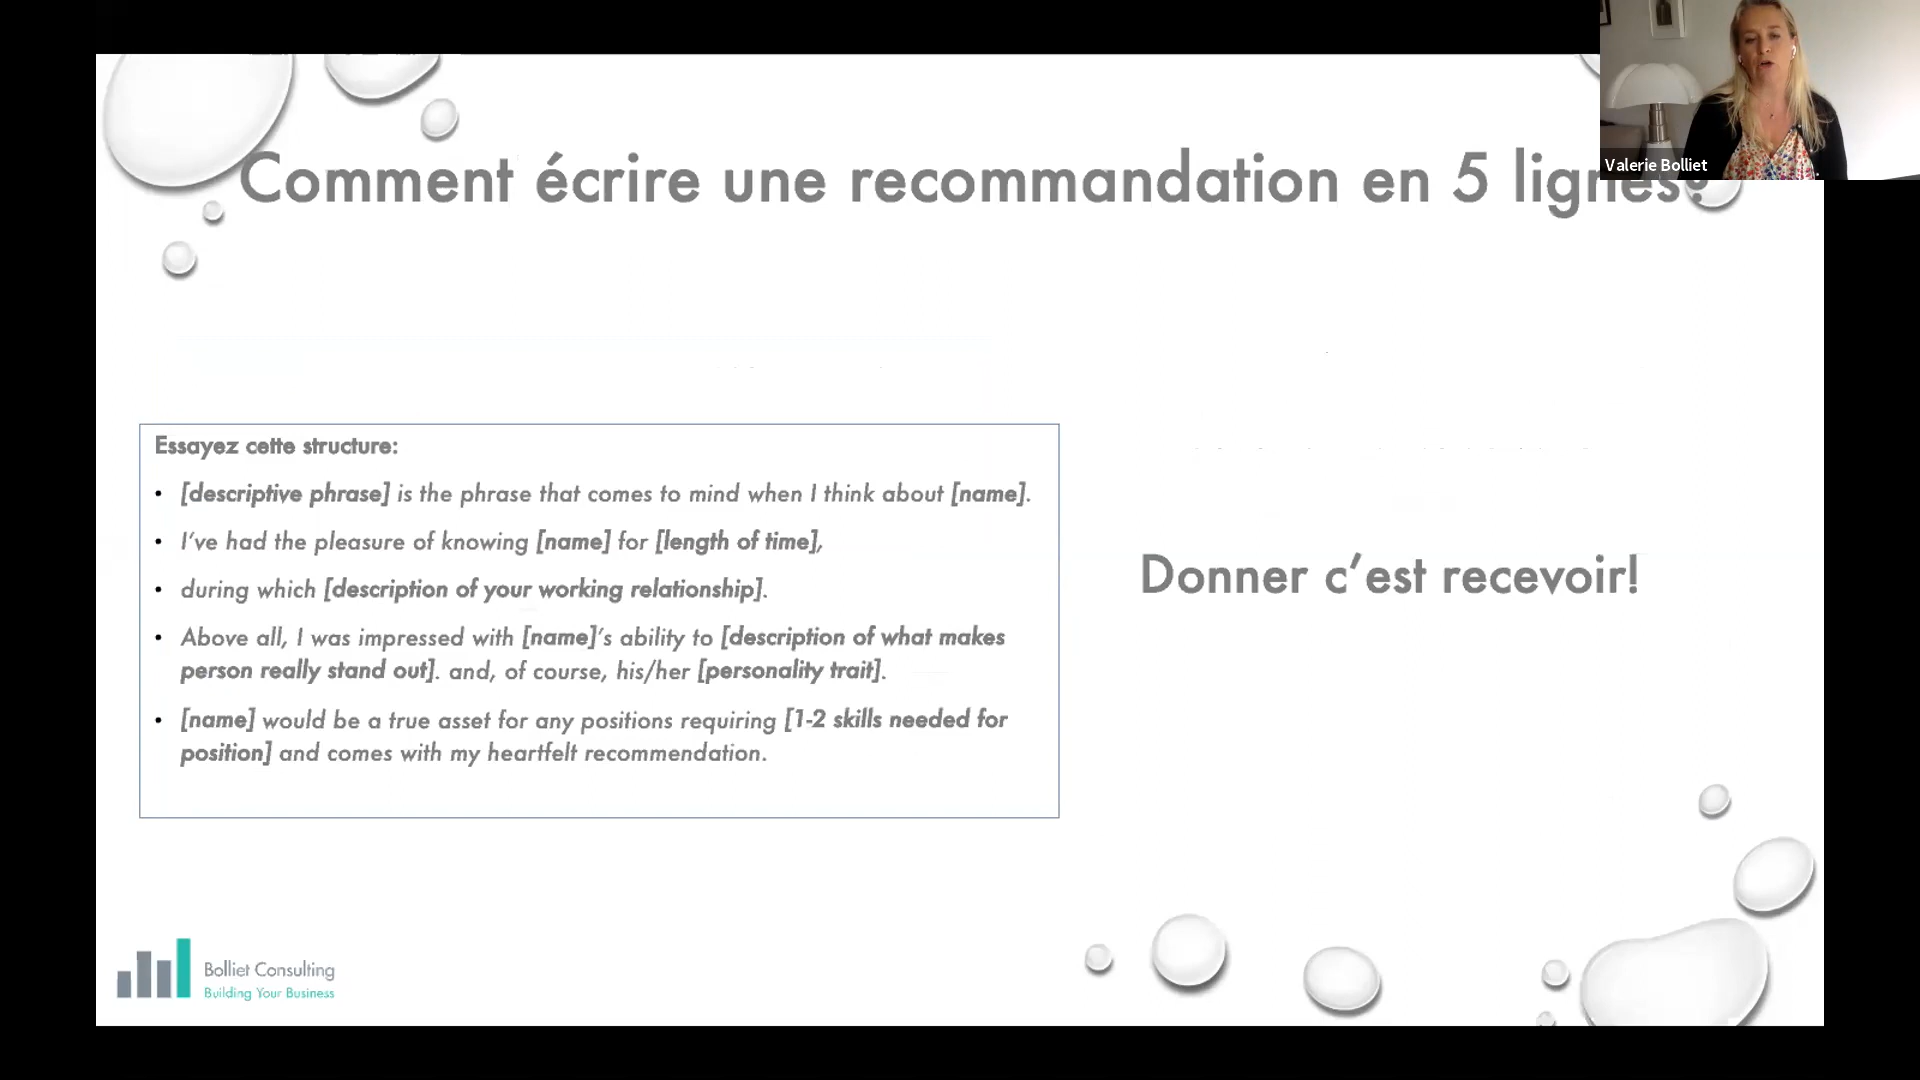 Valerie Bolliet
Comment écrire une recommandation en 5 lignes?
Essayez cette structure:
• [descriptive phrase] is the phrase that comes to mind when I think about [name].
• I've had the pleasure of knowing [name] for [length of time],
• during which [description of your working relationship].
• Above all, I was impressed with [name]'s ability to [description of what makes
person really stand out]. and, of course, his/her [personality trait].
• [name] would be a true asset for any positions requiring [1-2 skills needed for
position] and comes with my heartfelt recommendation.
Donner c'est recevoir!
Bolliet Consulting
Building Your Business